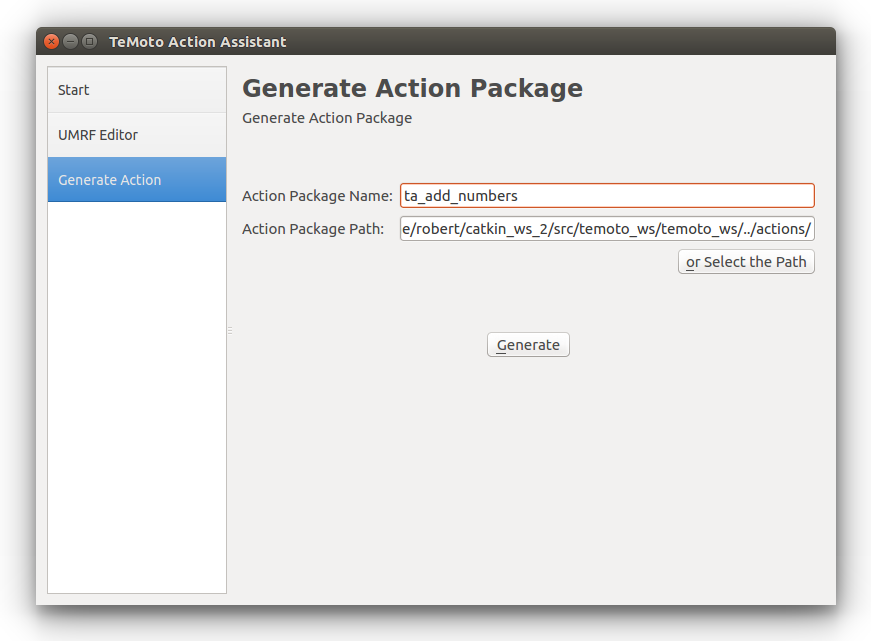 TeMoto Action Assistant
Start
UMRF Editor
Generate Action
Generate Action Package
Generate Action Package
Action Package Name: ta_add_numbers
Action Package Path: e/robert/catkin_ws_2/src/temoto_ws/temoto_ws/../actions/
or Select the Path
Generate